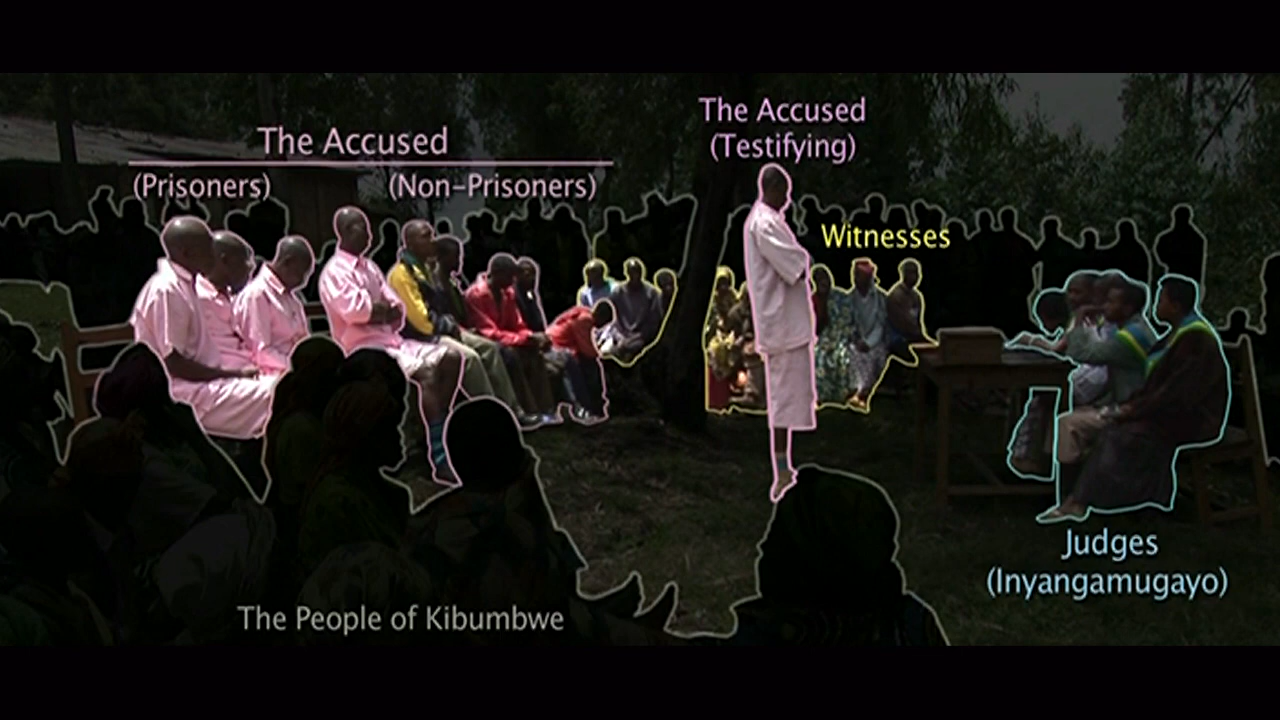 The Accused
(Prisoners) (Non-Prisoners)
The Accused
(Testifying)
Witnesses
Judges
(Inyangamugayo)
The People of Kibumbwe